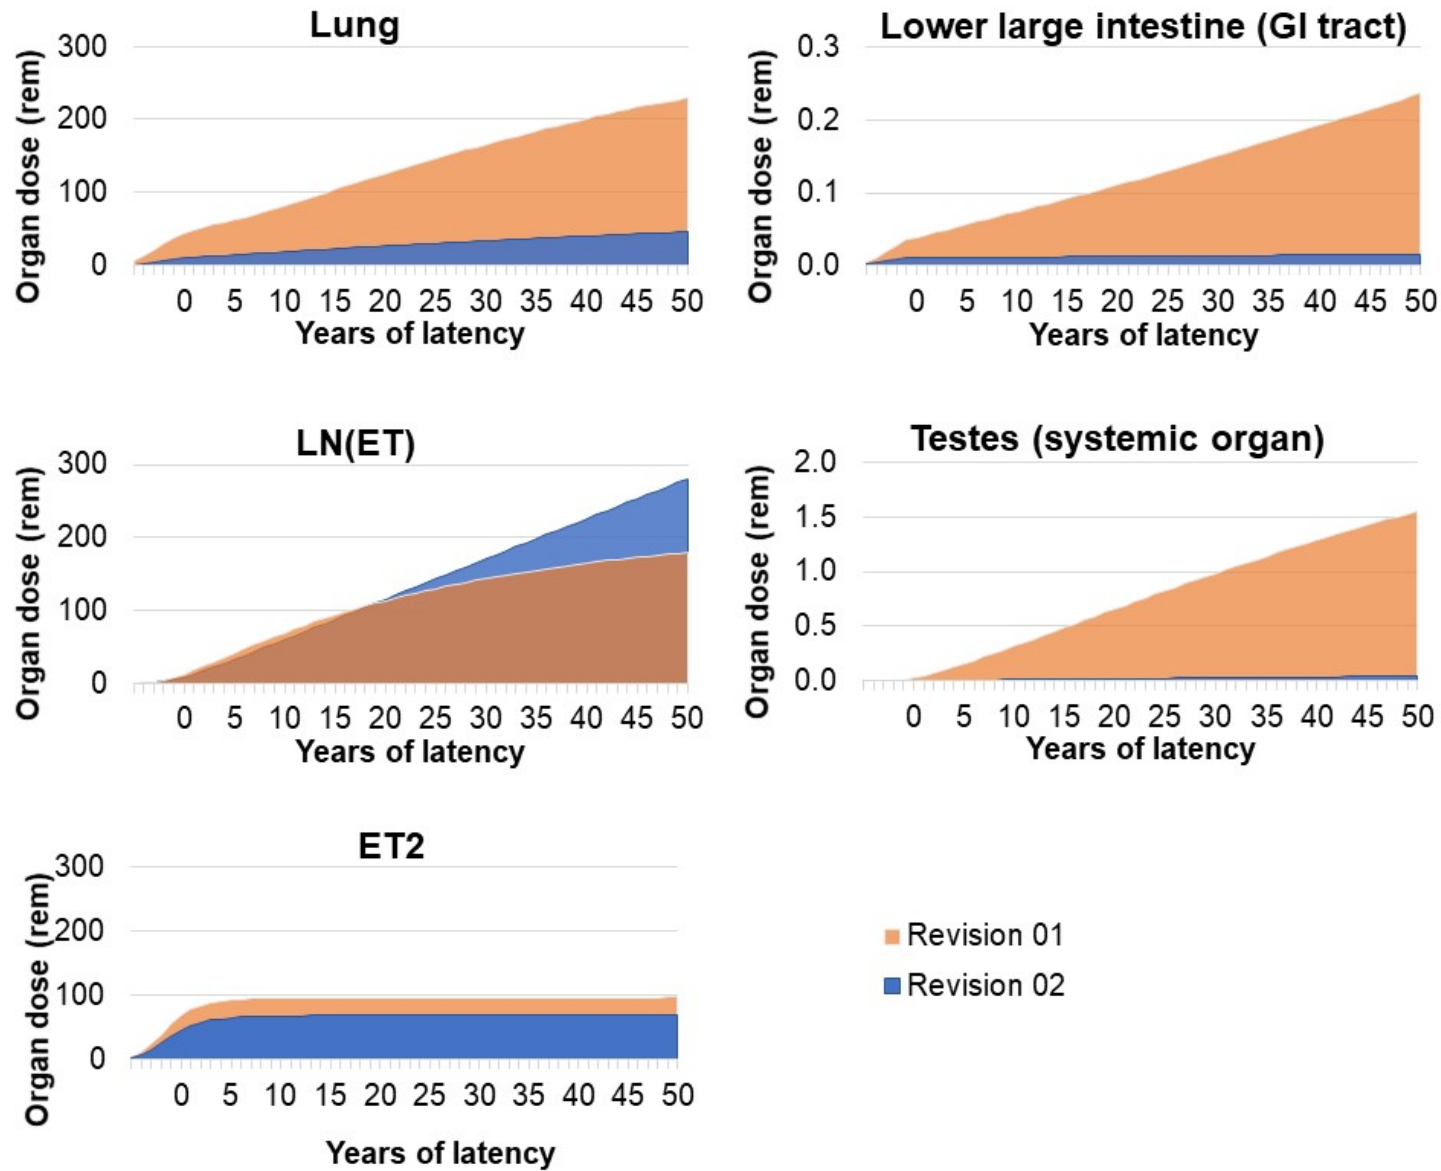 Lung
Organ dose (rem)
300
200
100
0
0 5 10 15 20 25 30 35 40 45 50
Years of latency
Lower large intestine (GI tract)
Organ dose (rem)
0.3
0.2
0.1
0.0
0 5 10 15 20 25 30 35 40 45 50
Years of latency
LN(ET)
Organ dose (rem)
300
200
100
0
0 5 10 15 20 25 30 35 40 45 50
Years of latency
Testes (systemic organ)
Organ dose (rem)
2.0
1.5
1.0
0.5
0.0
0 5 10 15 20 25 30 35 40 45 50
Years of latency
ET2
Organ dose (rem)
300
200
100
0
0 5 10 15 20 25 30 35 40 45 50
Years of latency
Revision 01
Revision 02